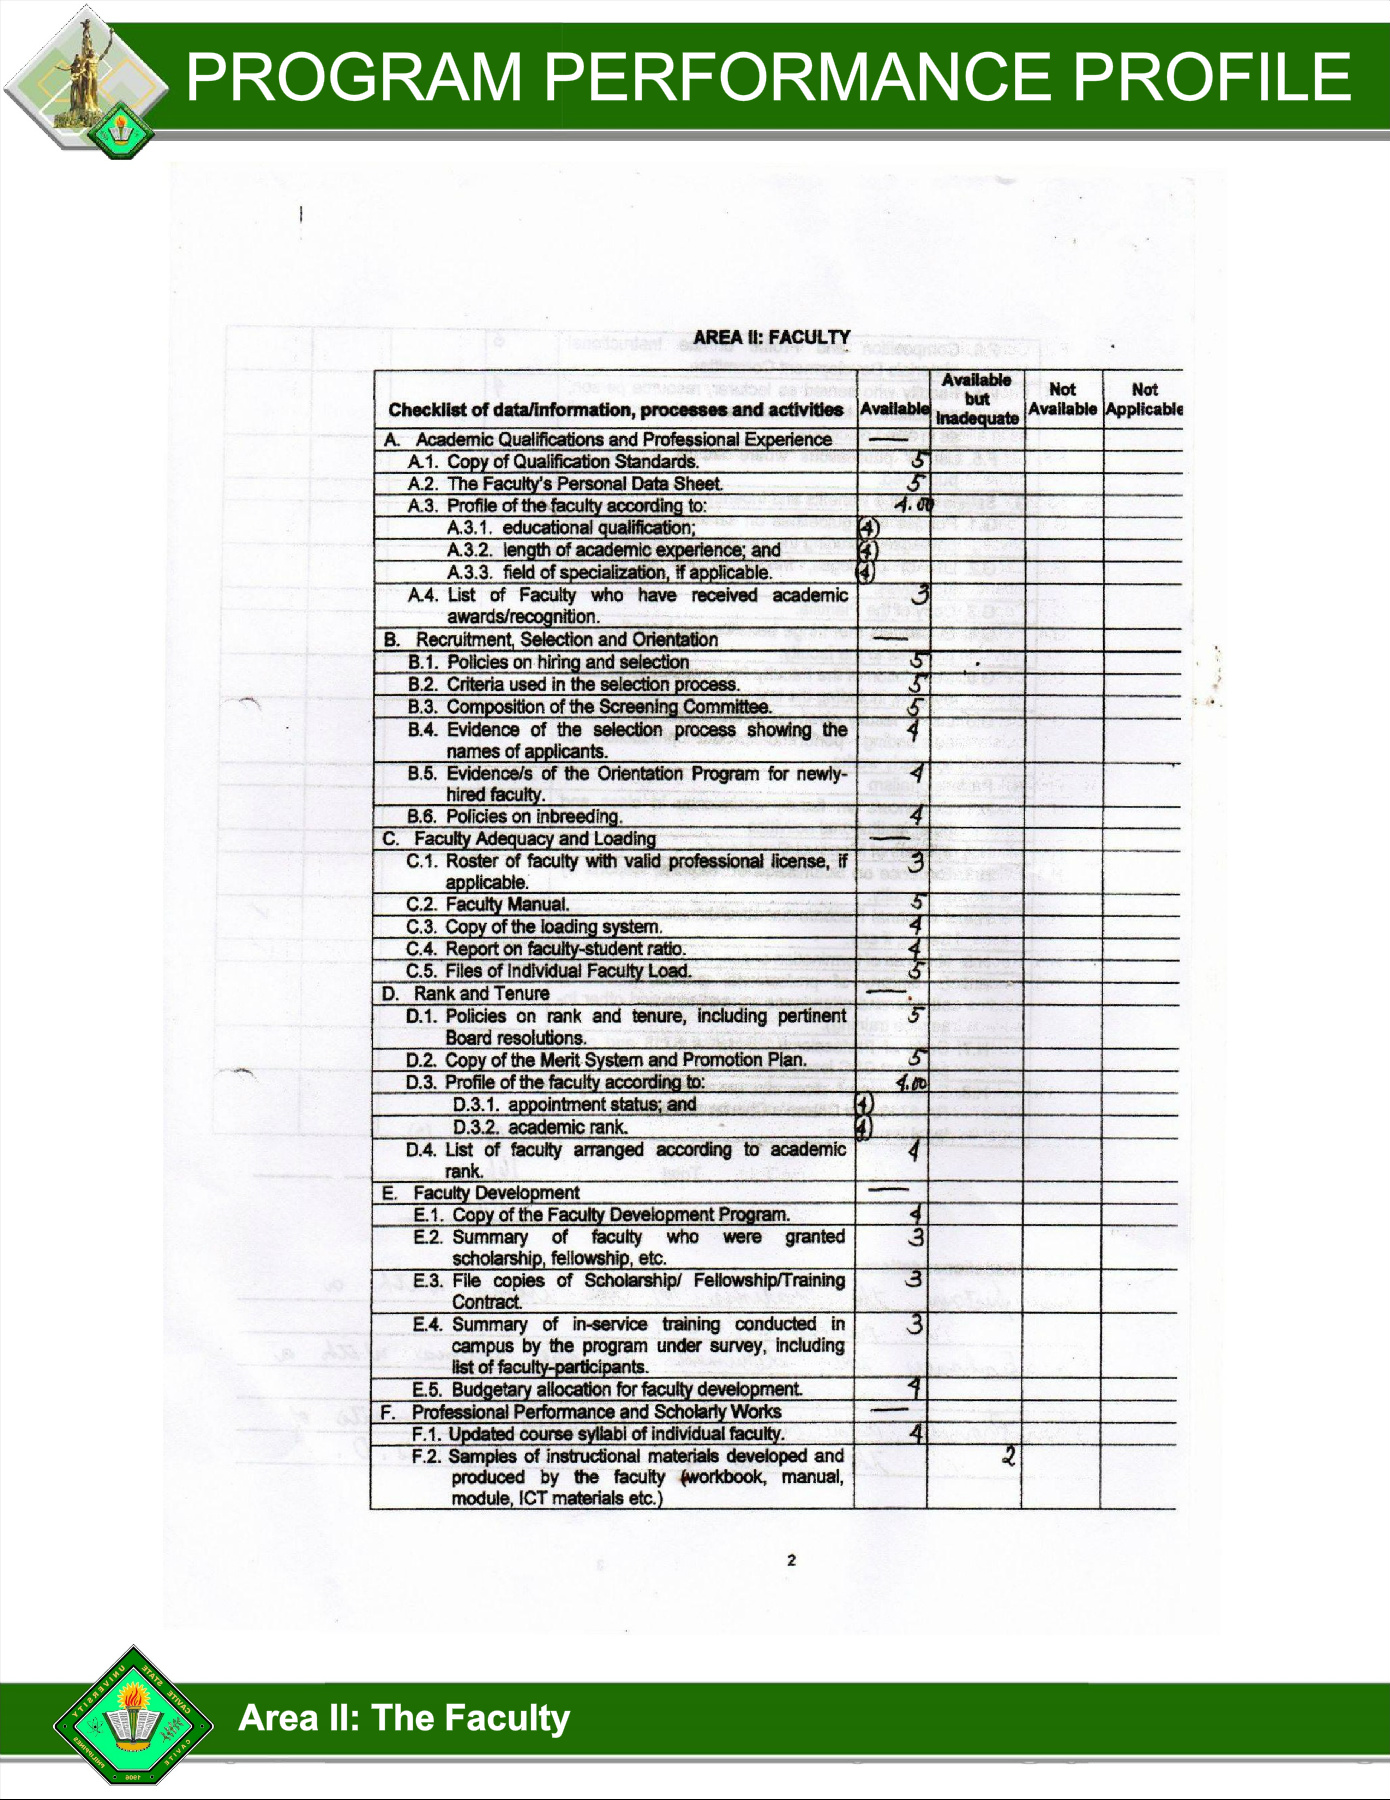 PROGRAM PERFORMANCE PROFILE
AREA II: FACULTY
Checklist of data/information, processes and activities Available Available but Inadequate Not Available Not Applicable
A. Academic Qualifications and Professional Experience —
A.1. Copy of Qualification Standards. 5
A.2. The Faculty's Personal Data Sheet. 5
A.3. Profile of the faculty according to: 4.00
A.3.1. educational qualification; 4
A.3.2. length of academic experience; and 4
A.3.3. field of specialization, if applicable. 4
A.4. List of Faculty who have received academic 3
awards/recognition.
B. Recruitment, Selection and Orientation —
B.1. Policies on hiring and selection 5
B.2. Criteria used in the selection process. 5
B.3. Composition of the Screening Committee. 5
B.4. Evidence of the selection process showing the 4
names of applicants.
B.5. Evidence/s of the Orientation Program for newly- 4
hired faculty.
B.6. Policies on inbreeding. 4
C. Faculty Adequacy and Loading —
C.1. Roster of faculty with valid professional license, if 3
applicable.
C.2. Faculty Manual. 5
C.3. Copy of the loading system. 4
C.4. Report on faculty-student ratio. 4
C.5. Files of Individual Faculty Load. 5
D. Rank and Tenure —
D.1. Policies on rank and tenure, including pertinent 5
Board resolutions.
D.2. Copy of the Merit System and Promotion Plan. 5
D.3. Profile of the faculty according to: 4.00
D.3.1. appointment status; and 4
D.3.2. academic rank. 4
D.4. List of faculty arranged according to academic 4
rank.
E. Faculty Development —
E.1. Copy of the Faculty Development Program. 4
E.2. Summary of faculty who were granted 3
scholarship, fellowship, etc.
E.3. File copies of Scholarship/ Fellowship/Training 3
Contract.
E.4. Summary of in-service training conducted in 3
campus by the program under survey, including
list of faculty-participants.
E.5. Budgetary allocation for faculty development. 4
F. Professional Performance and Scholarly Works —
F.1. Updated course syllabi of individual faculty. 4
F.2. Samples of instructional materials developed and 2
produced by the faculty (workbook, manual,
module, ICT materials etc.)
2
CAVITE STATE UNIVERSITY
CAVITE PHILIPPINES
1906
Area II: The Faculty